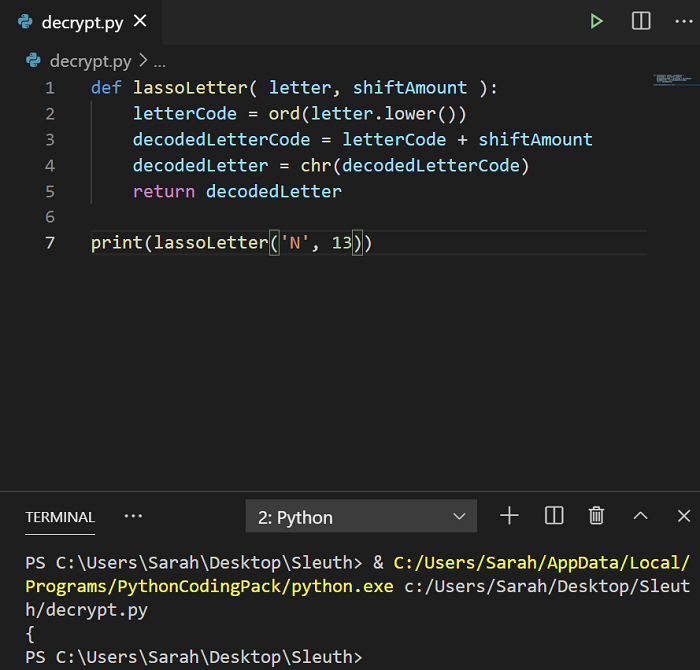 decrypt.py
decrypt.py > ...
1 def lassoLetter( letter, shiftAmount ):
2     letterCode = ord(letter.lower())
3     decodedLetterCode = letterCode + shiftAmount
4     decodedLetter = chr(decodedLetterCode)
5     return decodedLetter
6
7 print(lassoLetter('N', 13))
TERMINAL ... 2: Python
PS C:\Users\Sarah\Desktop\Sleuth> & C:/Users/Sarah/AppData/Local/
Programs/PythonCodingPack/python.exe c:/Users/Sarah/Desktop/Sleut
h/decrypt.py
{
PS C:\Users\Sarah\Desktop\Sleuth>